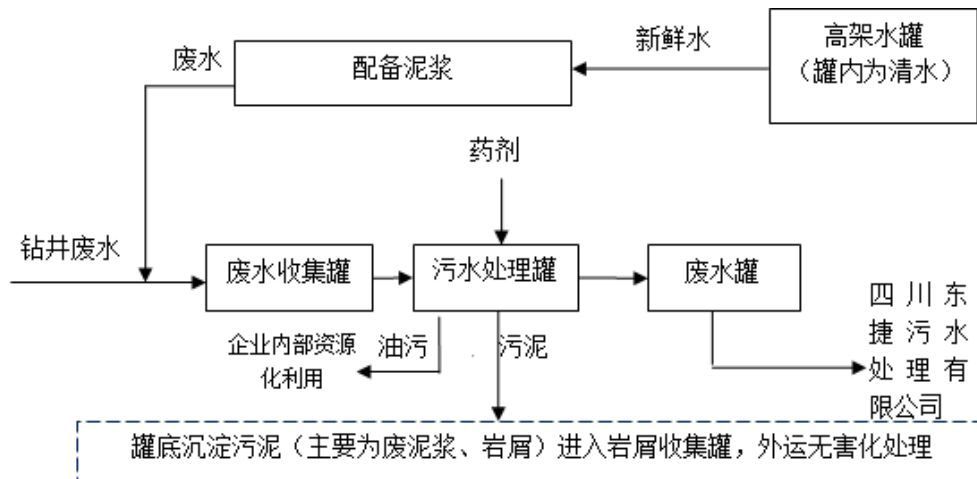 新鲜水
高架水罐
（罐内为清水）
废水
配备泥浆
药剂
钻井废水
废水收集罐
污水处理罐
废水罐
四川东
捷污水
处理有
限公司
企业内部资源
化利用
油污
污泥
罐底沉淀污泥（主要为废泥浆、岩屑）进入岩屑收集罐，外运无害化处理